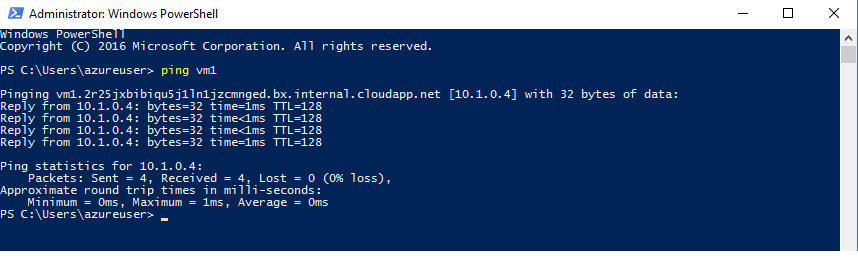 Administrator: Windows PowerShell
Windows PowerShell
Copyright (C) 2016 Microsoft Corporation. All rights reserved.
PS C:\Users\azureuser> ping vm1
Pinging vm1.2r25jxbibiqu5j1ln1jzcmnged.bx.internal.cloudapp.net [10.1.0.4] with 32 bytes of data:
Reply from 10.1.0.4: bytes=32 time=1ms TTL=128
Reply from 10.1.0.4: bytes=32 time<1ms TTL=128
Reply from 10.1.0.4: bytes=32 time<1ms TTL=128
Reply from 10.1.0.4: bytes=32 time=1ms TTL=128
Ping statistics for 10.1.0.4:
    Packets: Sent = 4, Received = 4, Lost = 0 (0% loss),
Approximate round trip times in milli-seconds:
    Minimum = 0ms, Maximum = 1ms, Average = 0ms
PS C:\Users\azureuser> _